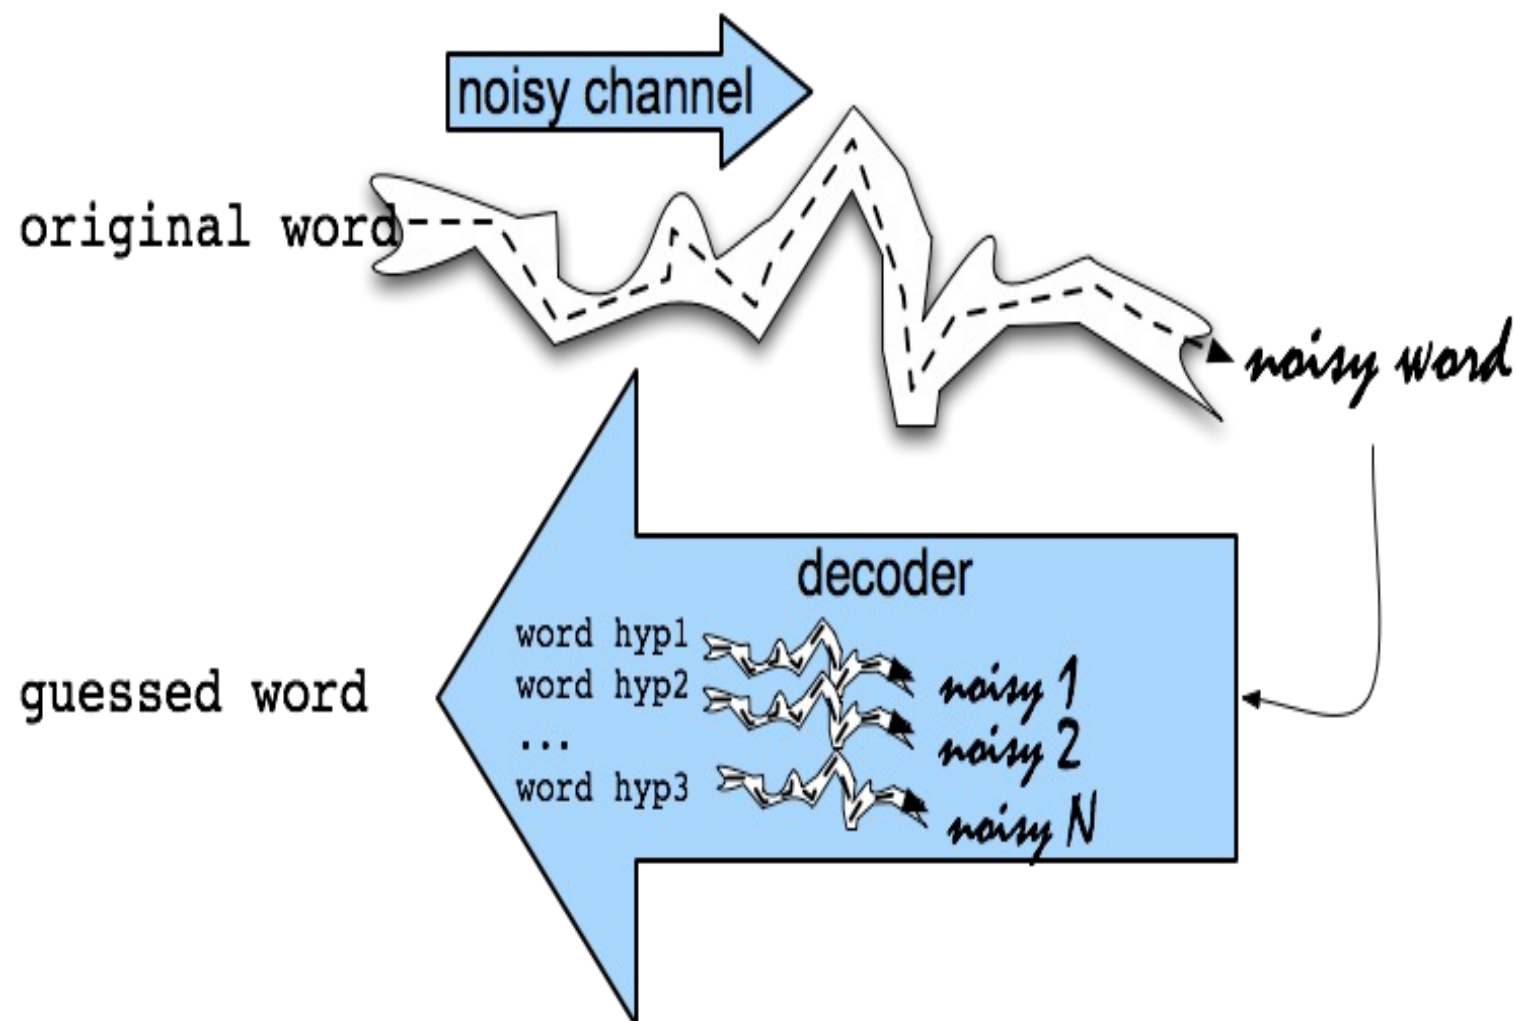 noisy channel
original word
noisy word
decoder
word hyp1
noisy 1
word hyp2
noisy 2
...
word hyp3
noisy N
guessed word